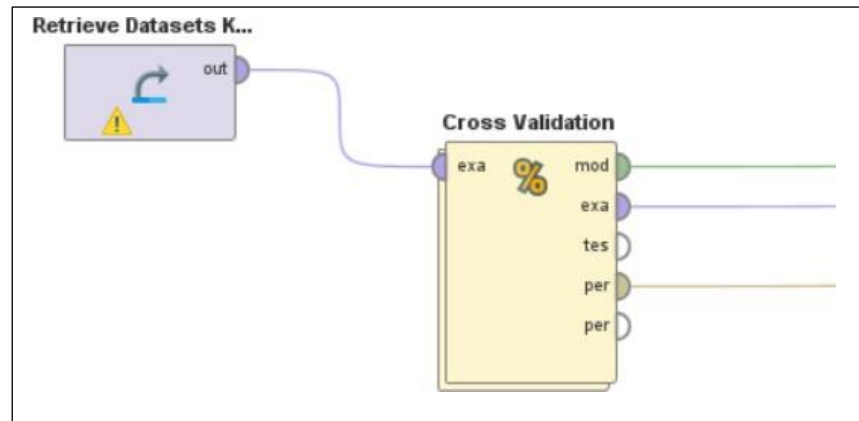 Retrieve Datasets K...
out
Cross Validation
exa
%
mod
exa
tes
per
per